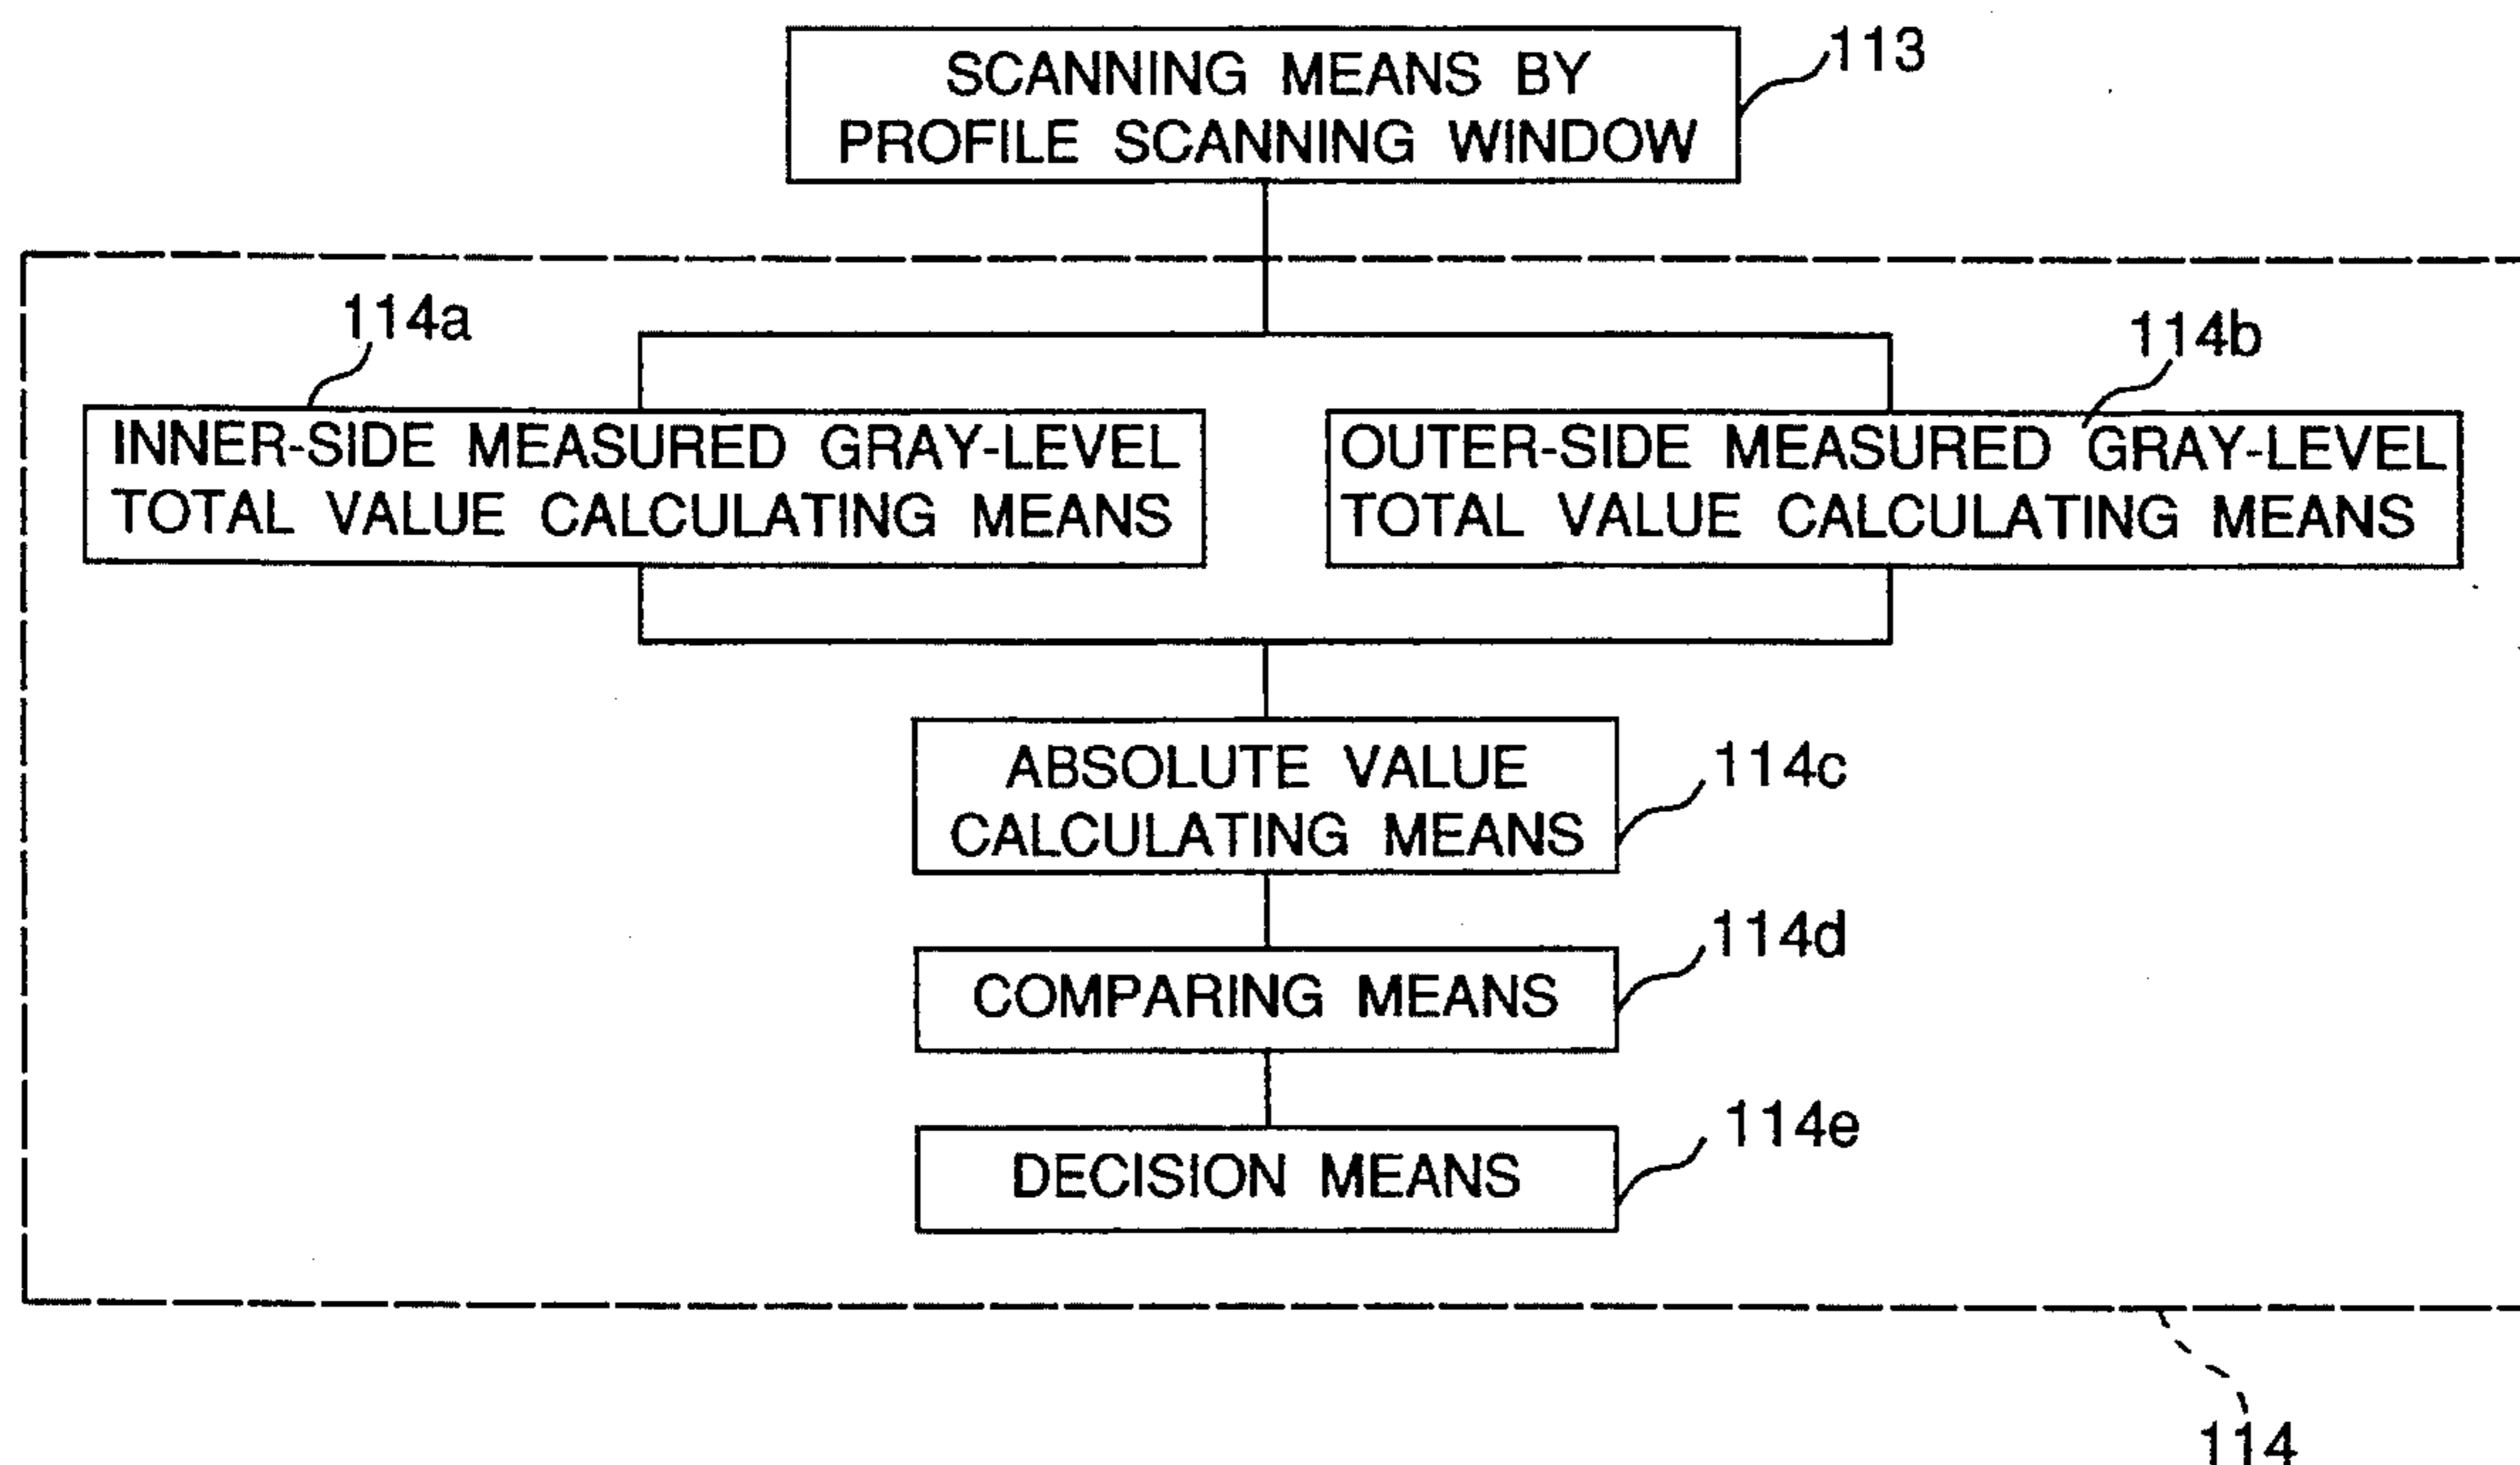 SCANNING MEANS BY
PROFILE SCANNING WINDOW
113
114a
114b
INNER-SIDE MEASURED GRAY-LEVEL
TOTAL VALUE CALCULATING MEANS
OUTER-SIDE MEASURED GRAY-LEVEL
TOTAL VALUE CALCULATING MEANS
ABSOLUTE VALUE
CALCULATING MEANS
114c
COMPARING MEANS
114d
DECISION MEANS
114e
114